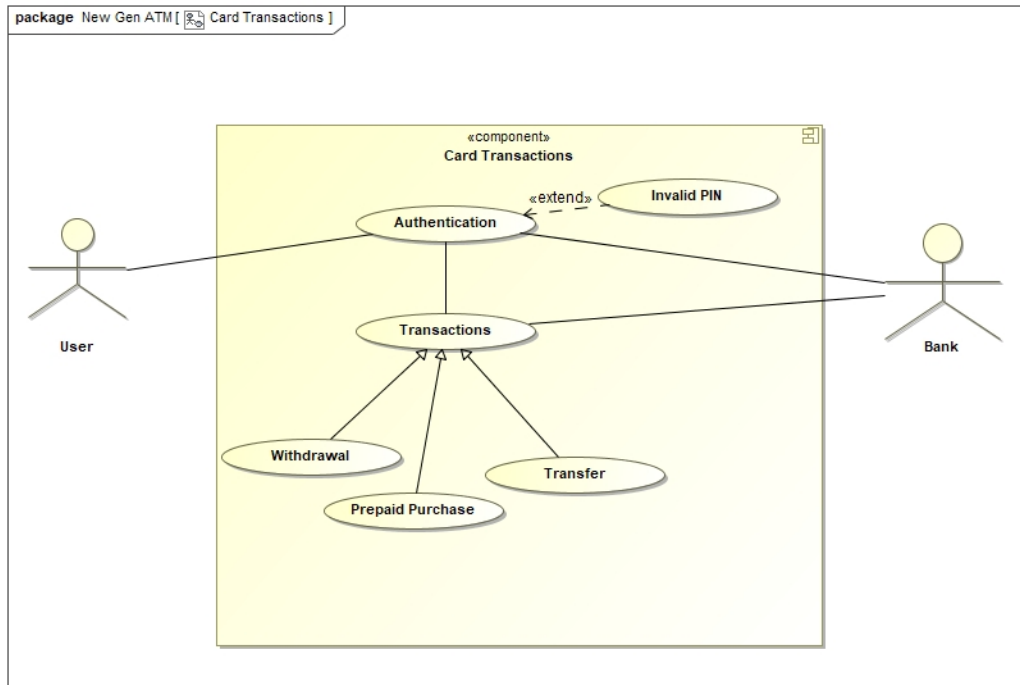 package New Gen ATM [ Card Transactions ]
«component»
Card Transactions
«extend»
Invalid PIN
Authentication
Transactions
User
Bank
Withdrawal
Transfer
Prepaid Purchase